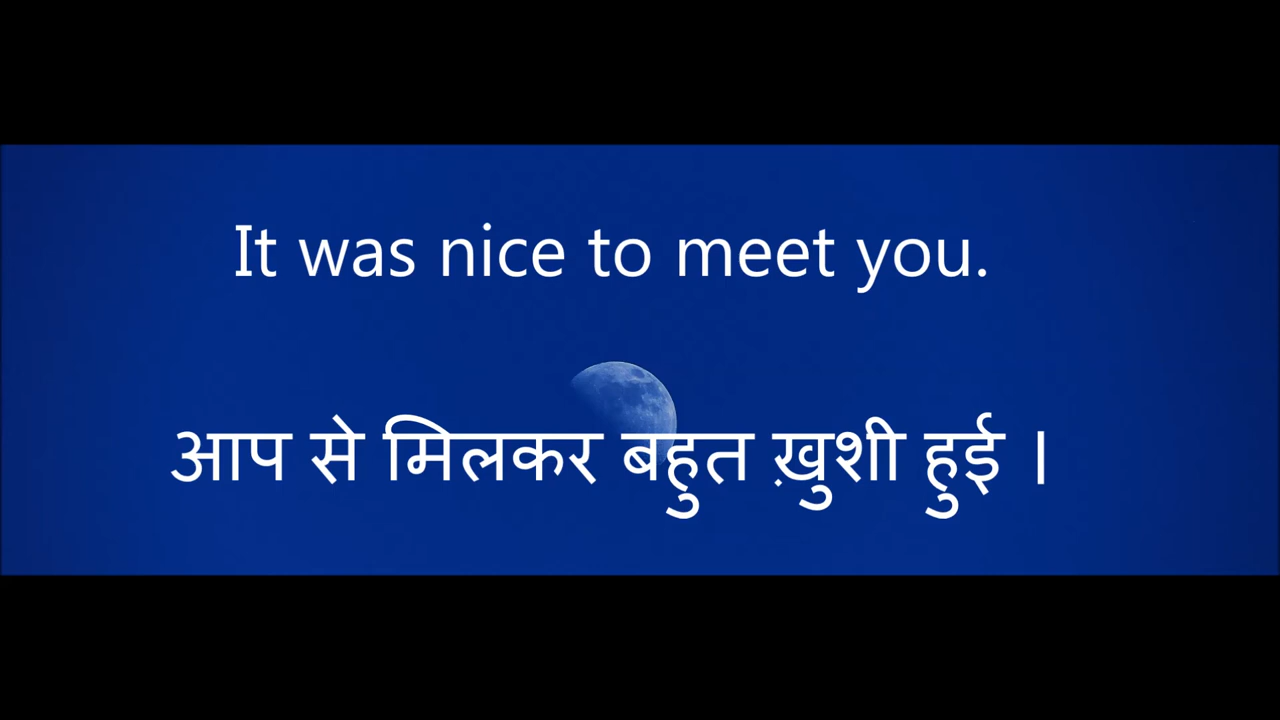 It was nice to meet you.
आप से मिलकर बहुत ख़ुशी हुई ।